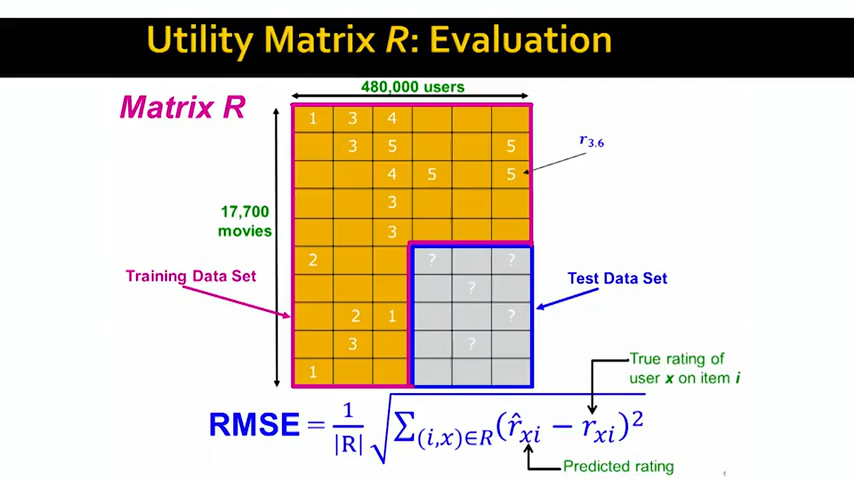 Utility Matrix R: Evaluation
480,000 users
Matrix R
1 3 4
3 5 5
r3.6
4 5 5
3
17,700
movies
3
2 ? ?
Training Data Set
Test Data Set
?
2 1 ?
3 ?
True rating of
user x on item i
1
RMSE = 1/|R| √∑(i,x)∈R(r̂xi − rxi)²
Predicted rating
4